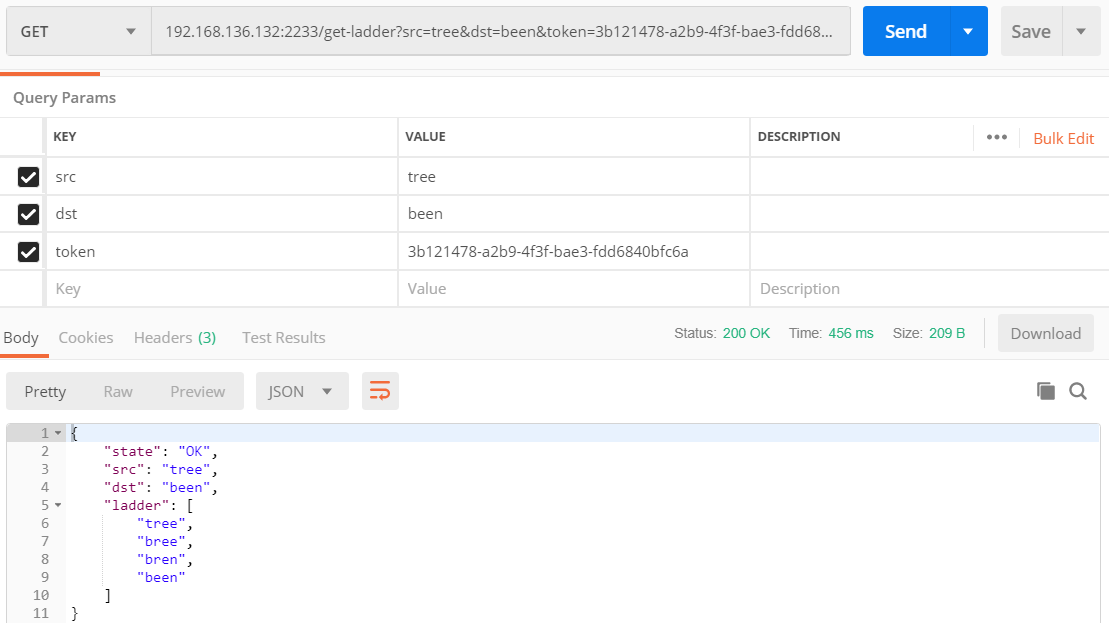 GET 192.168.136.132:2233/get-ladder?src=tree&dst=been&token=3b121478-a2b9-4f3f-bae3-fdd68... Send Save
Query Params
KEY VALUE DESCRIPTION ••• Bulk Edit
src tree
dst been
token 3b121478-a2b9-4f3f-bae3-fdd6840bfc6a
Key Value Description
Body Cookies Headers (3) Test Results Status: 200 OK Time: 456 ms Size: 209 B Download
Pretty Raw Preview JSON
1 {
2 "state": "OK",
3 "src": "tree",
4 "dst": "been",
5 "ladder": [
6 "tree",
7 "bree",
8 "bren",
9 "been"
10 ]
11 }